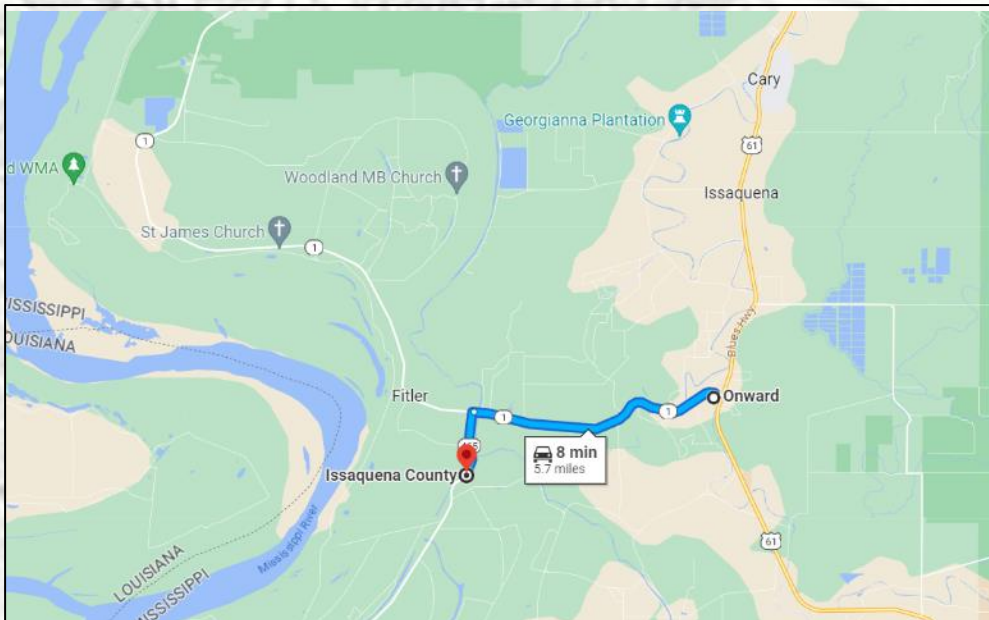 Cary
Georgianna Plantation
1
61
d WMA
Woodland MB Church
Issaquena
St James Church
1
ISSISSIPPI
OUISIANA
Blues Hwy
Fitler
Onward
1
1
8 min
5.7 miles
Issaquena County
Mississippi River
61
LOUISIANA
MISSISSIPPI